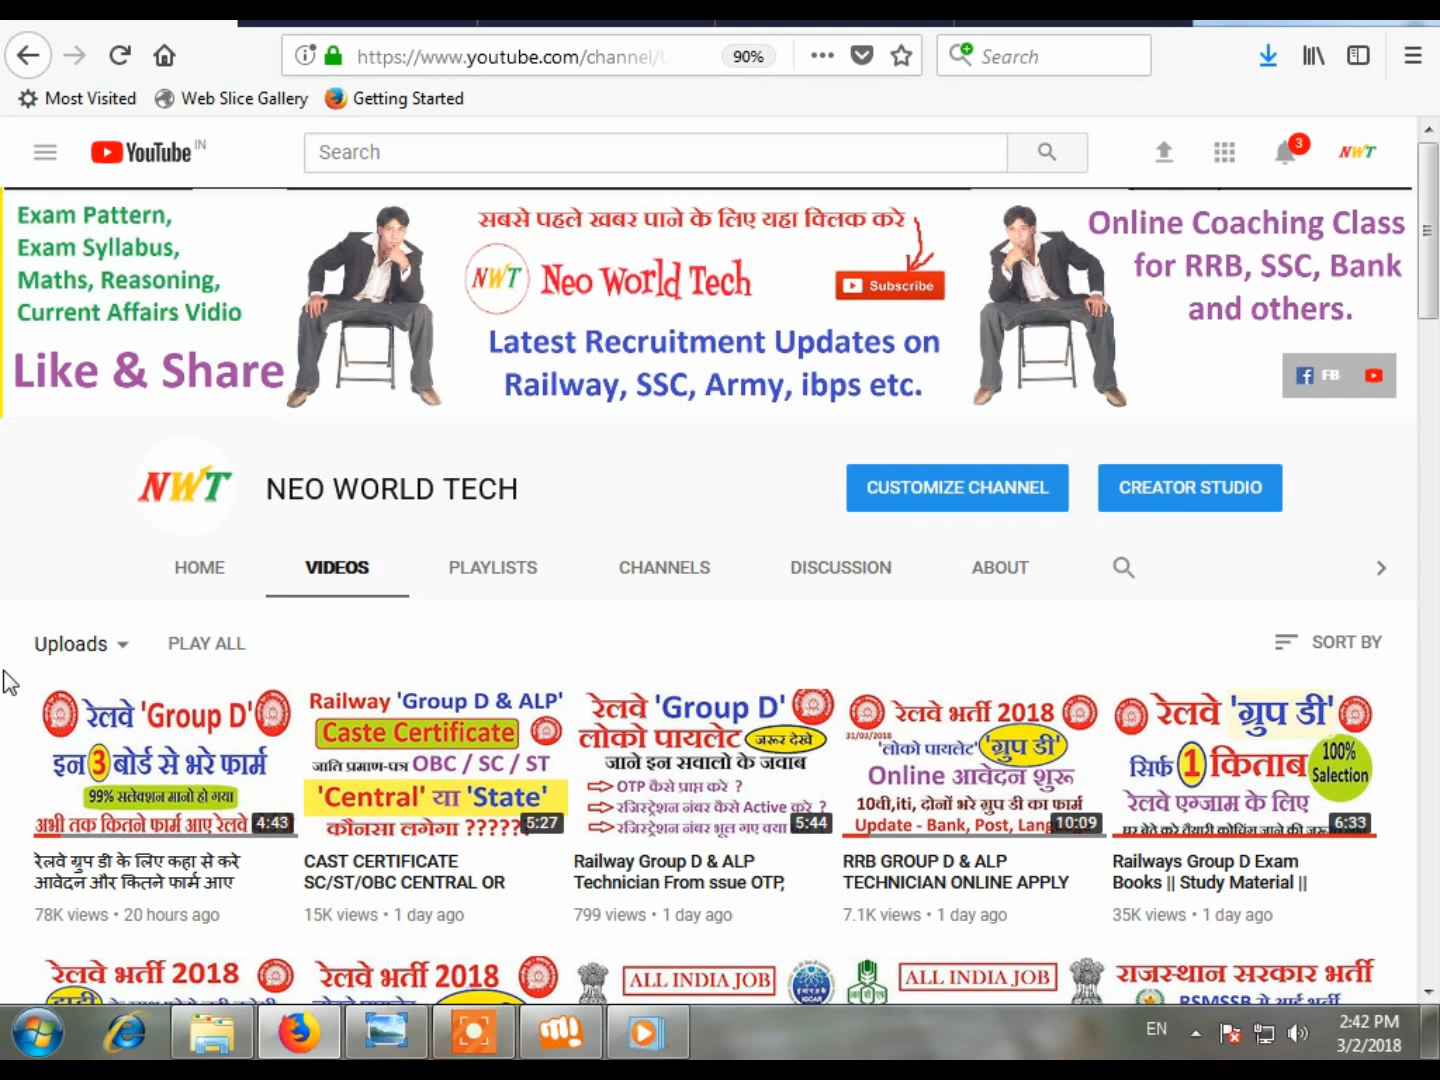 https://www.youtube.com/channel/
90%
Search
Most Visited
Web Slice Gallery
Getting Started
YouTube IN
Search
3
NWT
Exam Pattern,
Exam Syllabus,
Maths, Reasoning,
Current Affairs Vidio
Like & Share
सबसे पहले खबर पाने के लिए यहा क्लिक करे
NWT
Neo World Tech
Subscribe
Latest Recruitment Updates on
Railway, SSC, Army, ibps etc.
Online Coaching Class
for RRB, SSC, Bank
and others.
FB
NWT
NEO WORLD TECH
CUSTOMIZE CHANNEL
CREATOR STUDIO
HOME
VIDEOS
PLAYLISTS
CHANNELS
DISCUSSION
ABOUT
Uploads
PLAY ALL
SORT BY
रेलवे 'Group D'
इन 3 बोर्ड से भरे फार्म
99% सलेक्शन मानो हो गया
अभी तक कितने फार्म आए रेलवे
4:43
रेलवे ग्रुप डी के लिए कहा से करे
आवेदन और कितने फार्म आए
78K views • 20 hours ago
Railway 'Group D & ALP'
Caste Certificate
जाति प्रमाण-पत्र OBC / SC / ST
'Central' या 'State'
कौनसा लगेगा ?????
5:27
CAST CERTIFICATE
SC/ST/OBC CENTRAL OR
15K views • 1 day ago
रेलवे 'Group D'
लोको पायलेट जरूर देखे
जाने इन सवालो के जवाब
OTP कैसे प्राप्त करे ?
रजिस्ट्रेशन नंबर कैसे Active करे ?
रजिस्ट्रेशन नंबर भूल गए क्या
5:44
Railway Group D & ALP
Technician From ssue OTP,
799 views • 1 day ago
रेलवे भर्ती 2018
31/03/2018
'लोको पायलेट' 'ग्रुप डी'
Online आवेदन शुरू
10वी,iti, दोनों भरे ग्रुप डी का फार्म
Update - Bank, Post, Lang
10:09
RRB GROUP D & ALP
TECHNICIAN ONLINE APPLY
7.1K views • 1 day ago
रेलवे 'ग्रुप डी'
सिर्फ 1 किताब
100%
Selection
रेलवे एग्जाम के लिए
घर बेठे करे तैयारी कोचिंग जाने की
6:33
Railways Group D Exam
Books || Study Material ||
35K views • 1 day ago
रेलवे भर्ती 2018
रेलवे भर्ती 2018
ALL INDIA JOB
IGCAR
ALL INDIA JOB
राजस्थान सरकार भर्ती
RSMSSB से आई भर्ती
EN
2:42 PM
3/2/2018